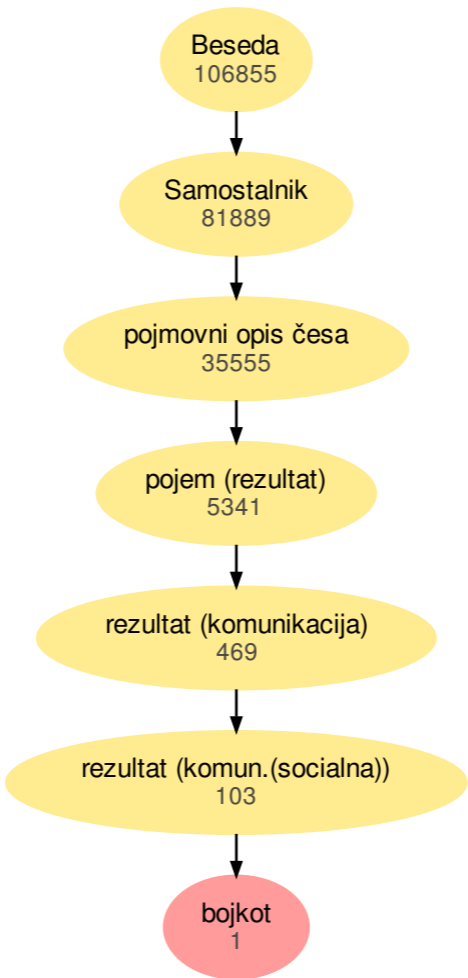 Beseda
106855
Samostalnik
81889
pojmovni opis česa
35555
pojem (rezultat)
5341
rezultat (komunikacija)
469
rezultat (komun.(socialna))
103
bojkot
1